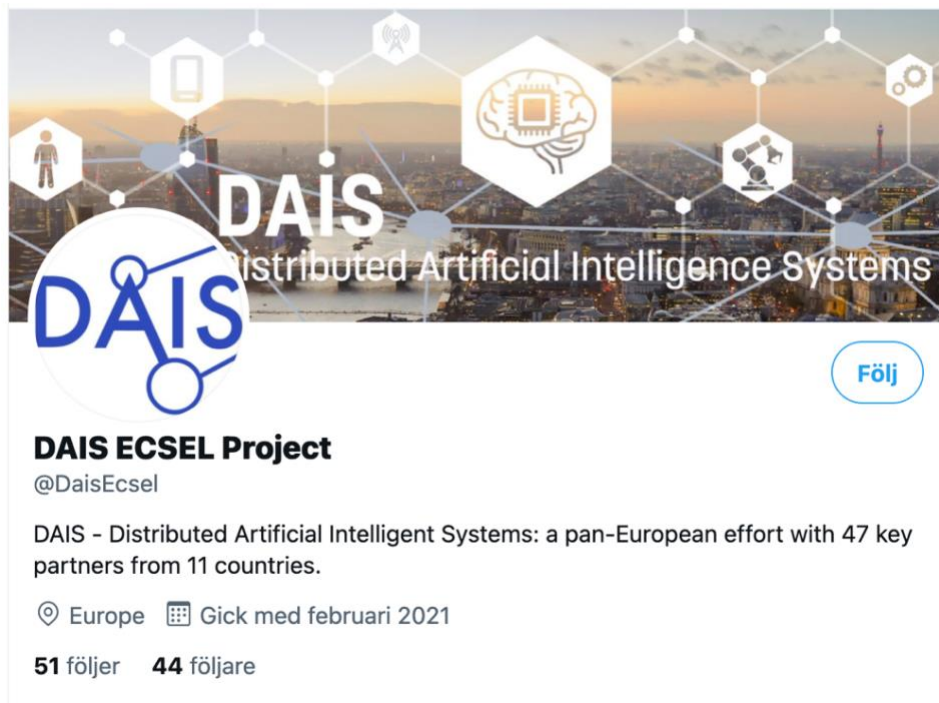 DAIS
Distributed Artificial Intelligence Systems
DAIS
Följ
DAIS ECSEL Project
@DaisEcsel
DAIS - Distributed Artificial Intelligent Systems: a pan-European effort with 47 key
partners from 11 countries.
Europe Gick med februari 2021
51 följer 44 följare